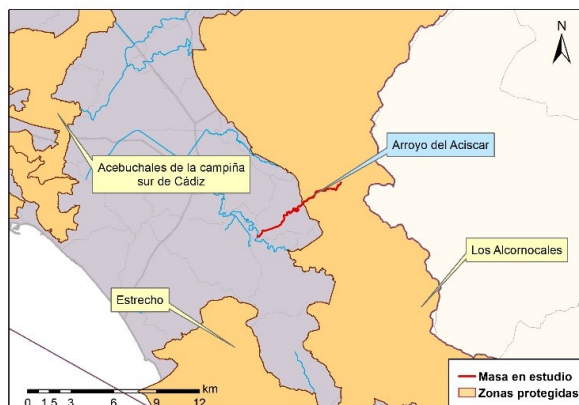 N
Arroyo del Aciscar
Acebuchales de la campiña
sur de Cádiz
Los Alcornocales
Estrecho
km
0 1.5 3 6 9 12
Masa en estudio
Zonas protegidas